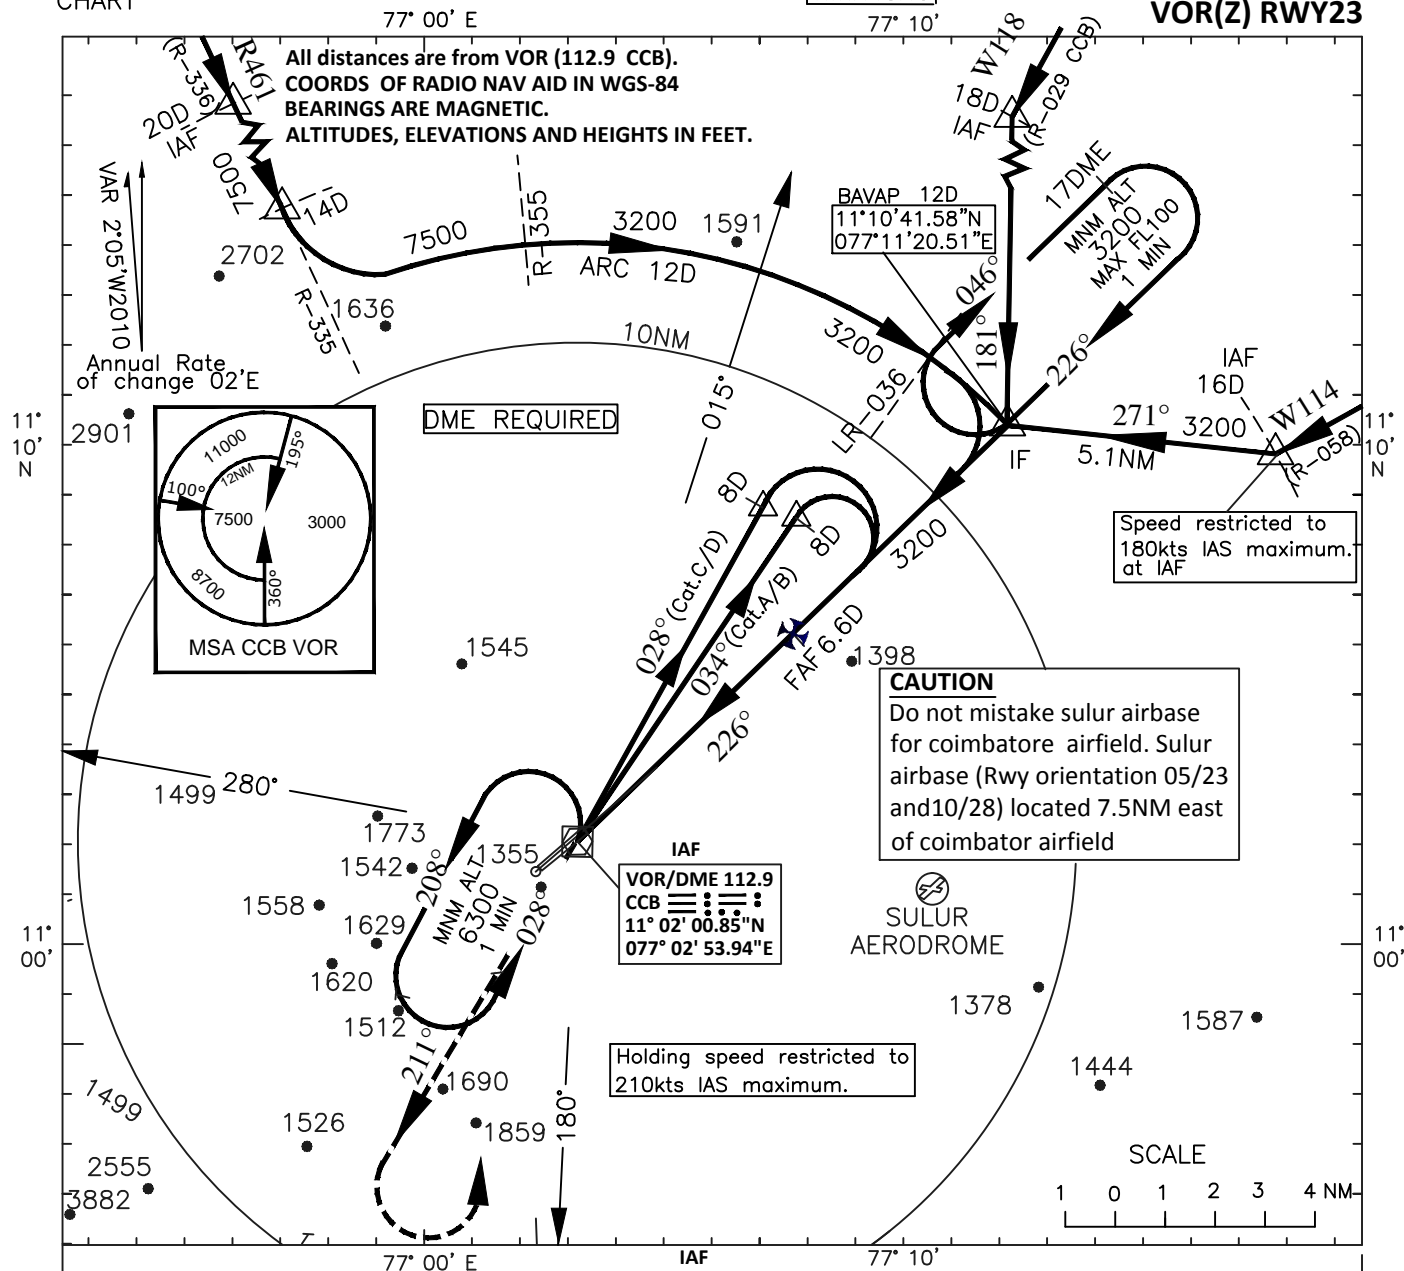 CHART
77° 00' E
77° 10'
VOR(Z) RWY23
All distances are from VOR (112.9 CCB).
COORDS OF RADIO NAV AID IN WGS-84
BEARINGS ARE MAGNETIC.
ALTITUDES, ELEVATIONS AND HEIGHTS IN FEET.
R461
(R-336)
20D
IAF
7500
14D
W118
(R-029 CCB)
18D
IAF
17DME
MNM ALT
3200
MAX FL100
1 MIN
BAVAP 12D
11°10'41.58"N
077°11'20.51"E
VAR 2°05'W2010
Annual Rate
of change 02'E
2702
7500
R-355
3200
1591
ARC 12D
1636
R-335
10NM
3200
046°
181°
226°
LR-036
015°
IAF
16D
W114
271°
3200
5.1NM
(R-058)
IF
11°
10'
N
11°
10'
N
2901
DME REQUIRED
11000
195°
12NM
100°
7500
3000
8700
360°
MSA CCB VOR
8D
8D
3200
Speed restricted to
180kts IAS maximum.
at IAF
028°(Cat.C/D)
034°(Cat.A/B)
FAF 6.6D
226°
1545
1398
CAUTION
Do not mistake sulur airbase
for coimbatore airfield. Sulur
airbase (Rwy orientation 05/23
and10/28) located 7.5NM east
of coimbator airfield
280°
1499
1773
1542
1355
1558
1629
1620
1512
208°
MNM ALT
6300
1 MIN
028°
IAF
VOR/DME 112.9
CCB
11° 02' 00.85"N
077° 02' 53.94"E
SULUR
AERODROME
11°
00'
N
11°
00'
1378
1587
1444
211°
1690
1859
180°
Holding speed restricted to
210kts IAS maximum.
1499
1526
2555
3882
SCALE
1 0 1 2 3 4 NM
77° 00' E
IAF
77° 10'